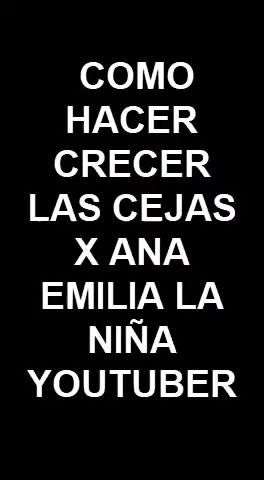 COMO
HACER
CRECER
LAS CEJAS
X ANA
EMILIA LA
NIÑA
YOUTUBER